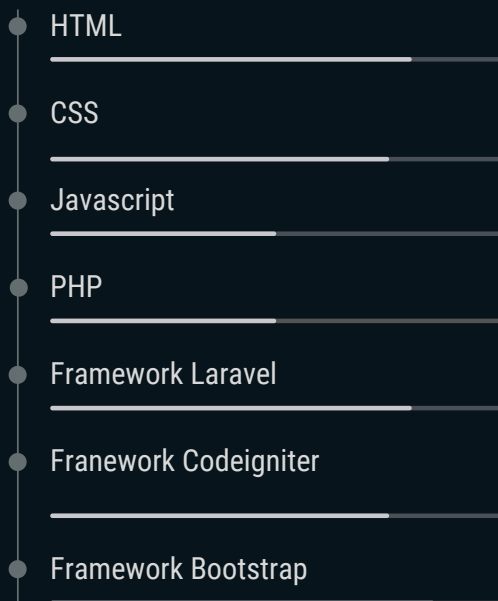 HTML
CSS
Javascript
PHP
Framework Laravel
Franework Codeigniter
Framework Bootstrap